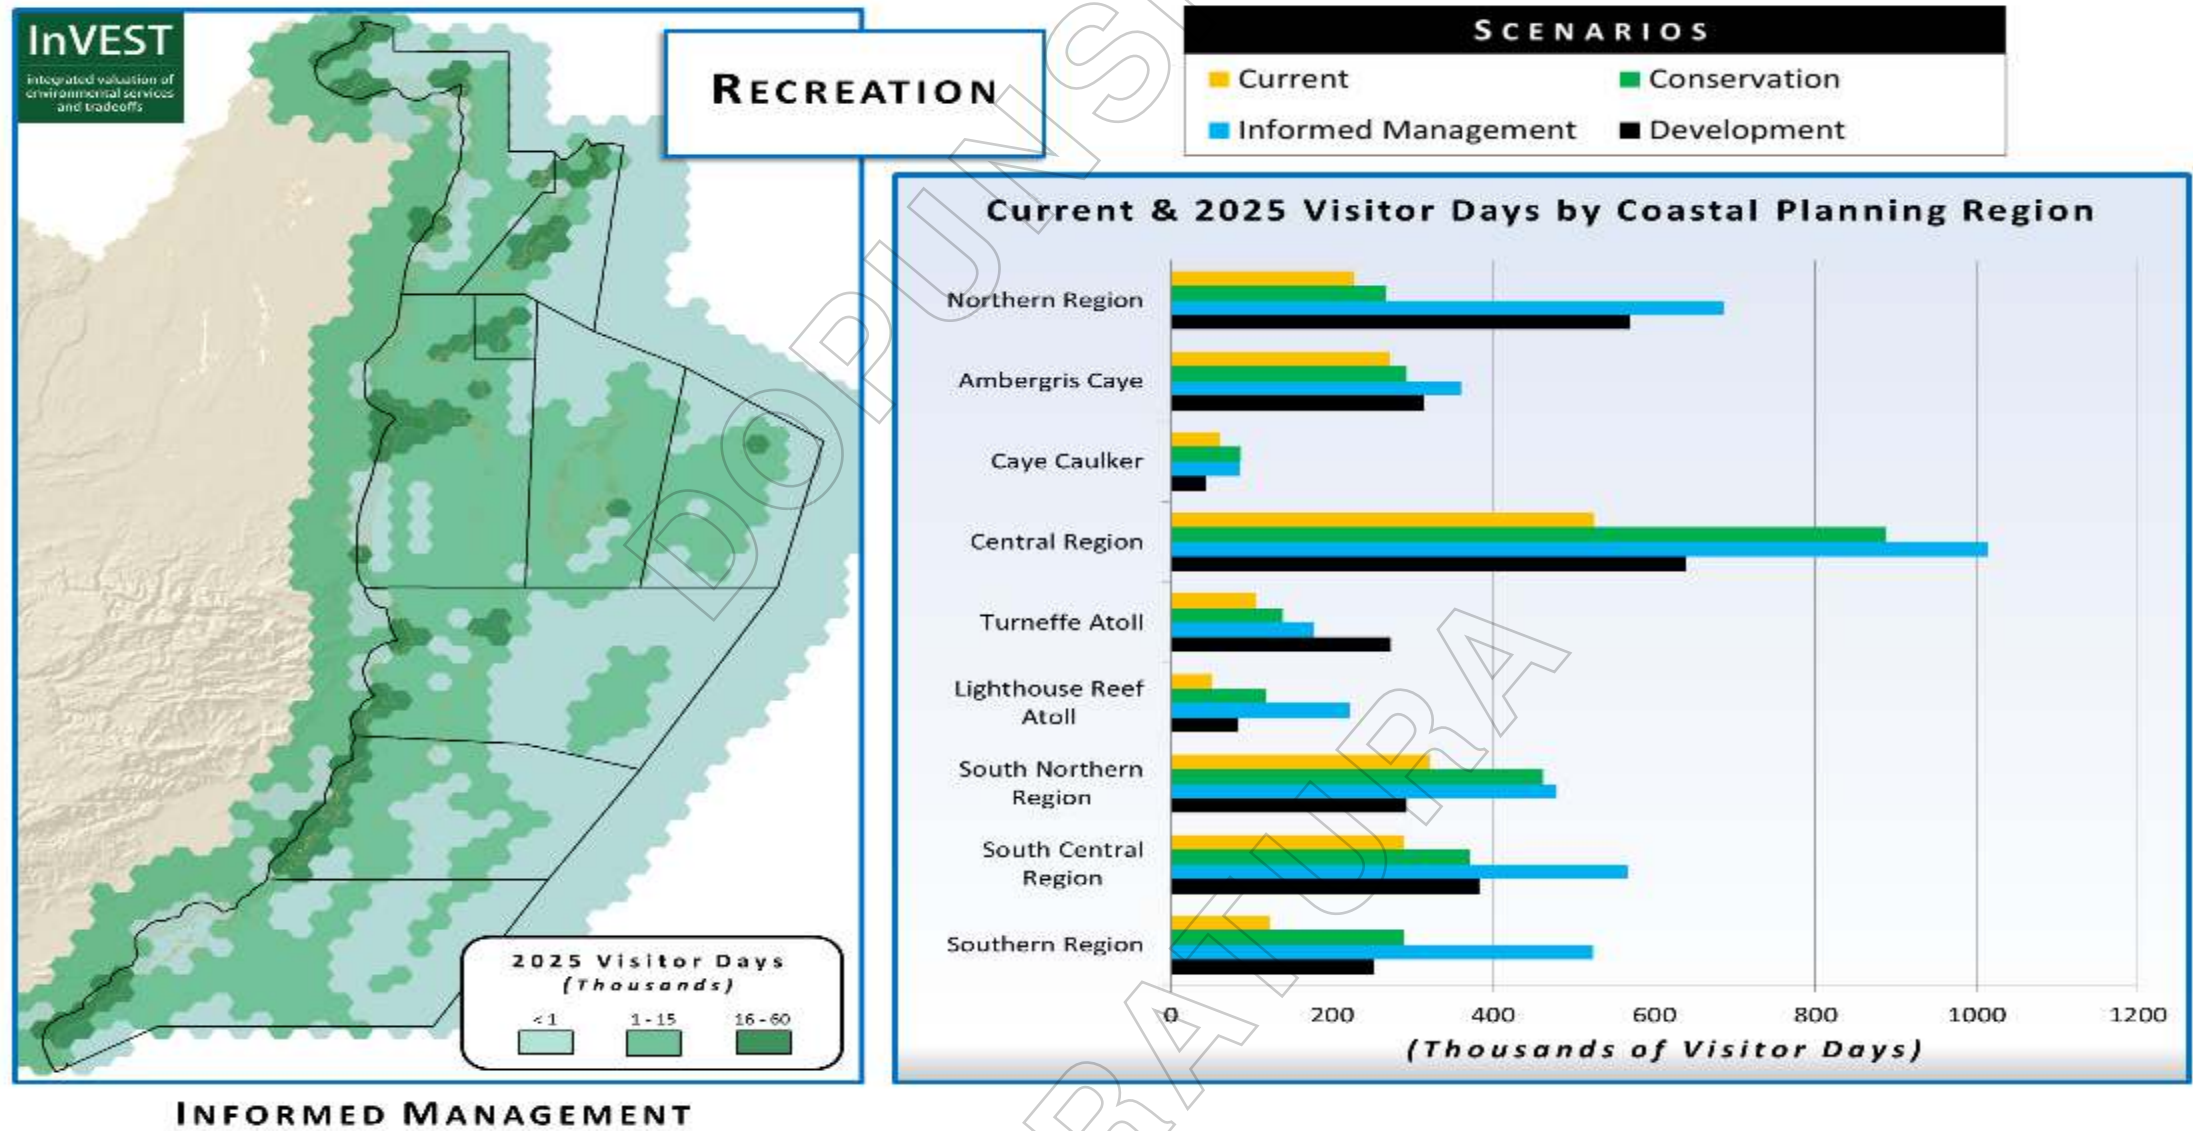 InVEST
integrated valuation of
environmental services
and tradeoffs
RECREATION
SCENARIOS
Current
Conservation
Informed Management
Development
Current & 2025 Visitor Days by Coastal Planning Region
Northern Region
Ambergris Caye
Caye Caulker
Central Region
Turneffe Atoll
Lighthouse Reef
Atoll
South Northern
Region
South Central
Region
Southern Region
0 200 400 600 800 1000 1200
(Thousands of Visitor Days)
2025 Visitor Days
(Thousands)
<1 1-15 16-60
INFORMED MANAGEMENT
DOPUNS
RATURA